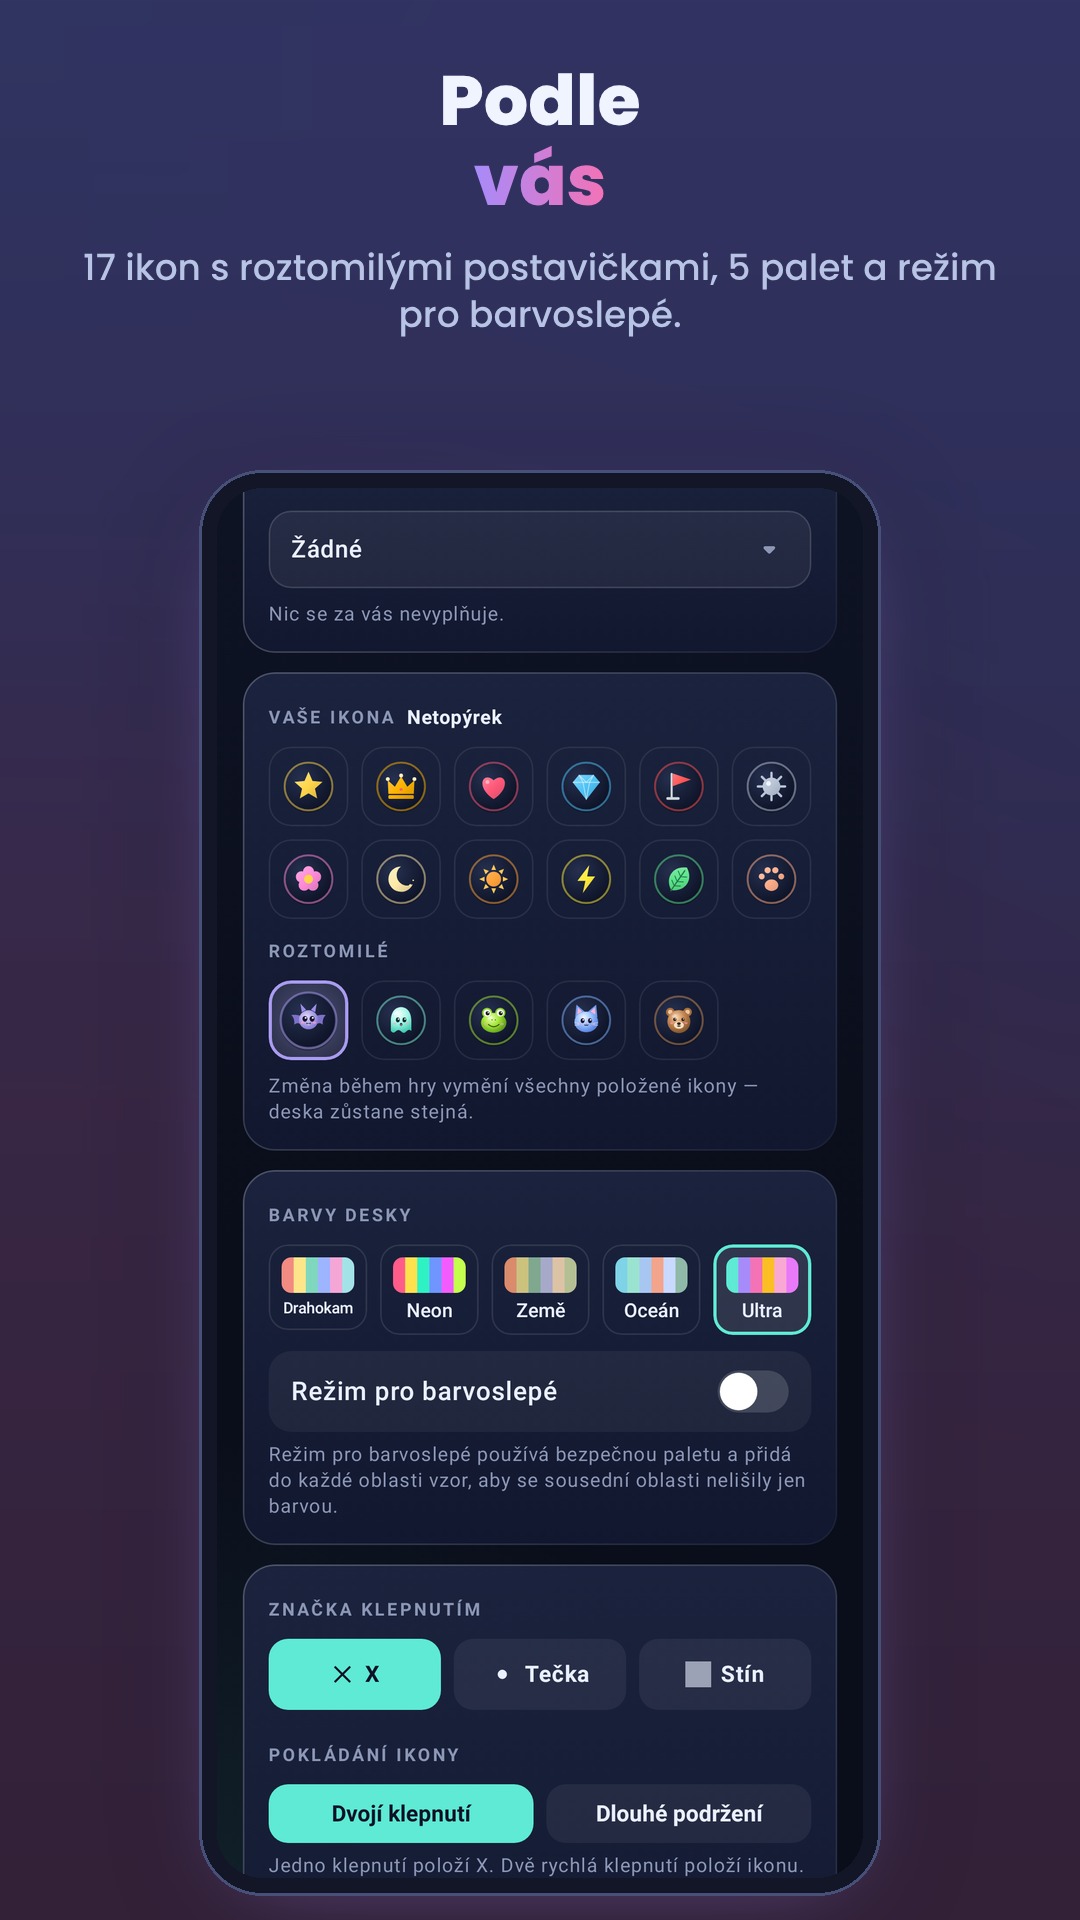 Podle
vás
17 ikon s roztomilými postavičkami, 5 palet a režim
pro barvoslepé.
Žádné
Nic se za vás nevyplňuje.
VAŠE IKONA Netopýrek
ROZTOMILÉ
Změna během hry vymění všechny položené ikony —
deska zůstane stejná.
BARVY DESKY
Drahokam Neon Země Oceán Ultra
Režim pro barvoslepé
Režim pro barvoslepé používá bezpečnou paletu a přidá
do každé oblasti vzor, aby se sousední oblasti nelišily jen
barvou.
ZNAČKA KLEPNUTÍM
X Tečka Stín
POKLÁDÁNÍ IKONY
Dvojí klepnutí Dlouhé podržení
Jedno klepnutí položí X. Dvě rychlá klepnutí položí ikonu.